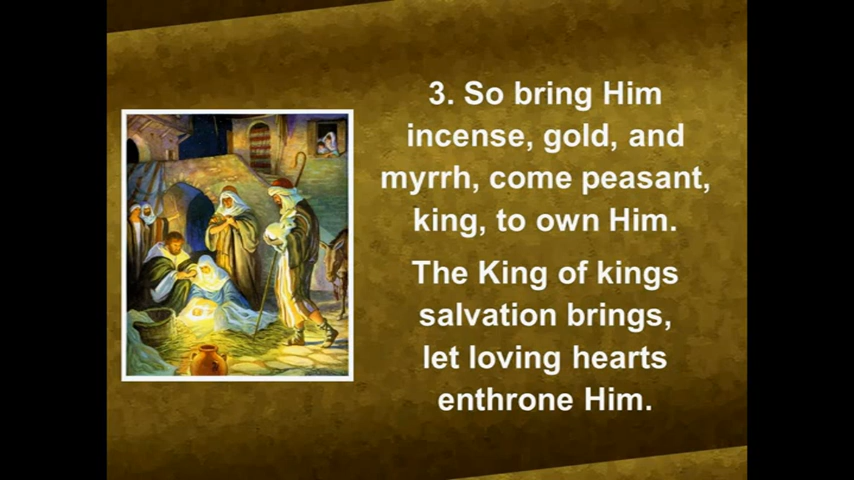 3. So bring Him
incense, gold, and
myrrh, come peasant,
king, to own Him.
The King of kings
salvation brings,
let loving hearts
enthrone Him.